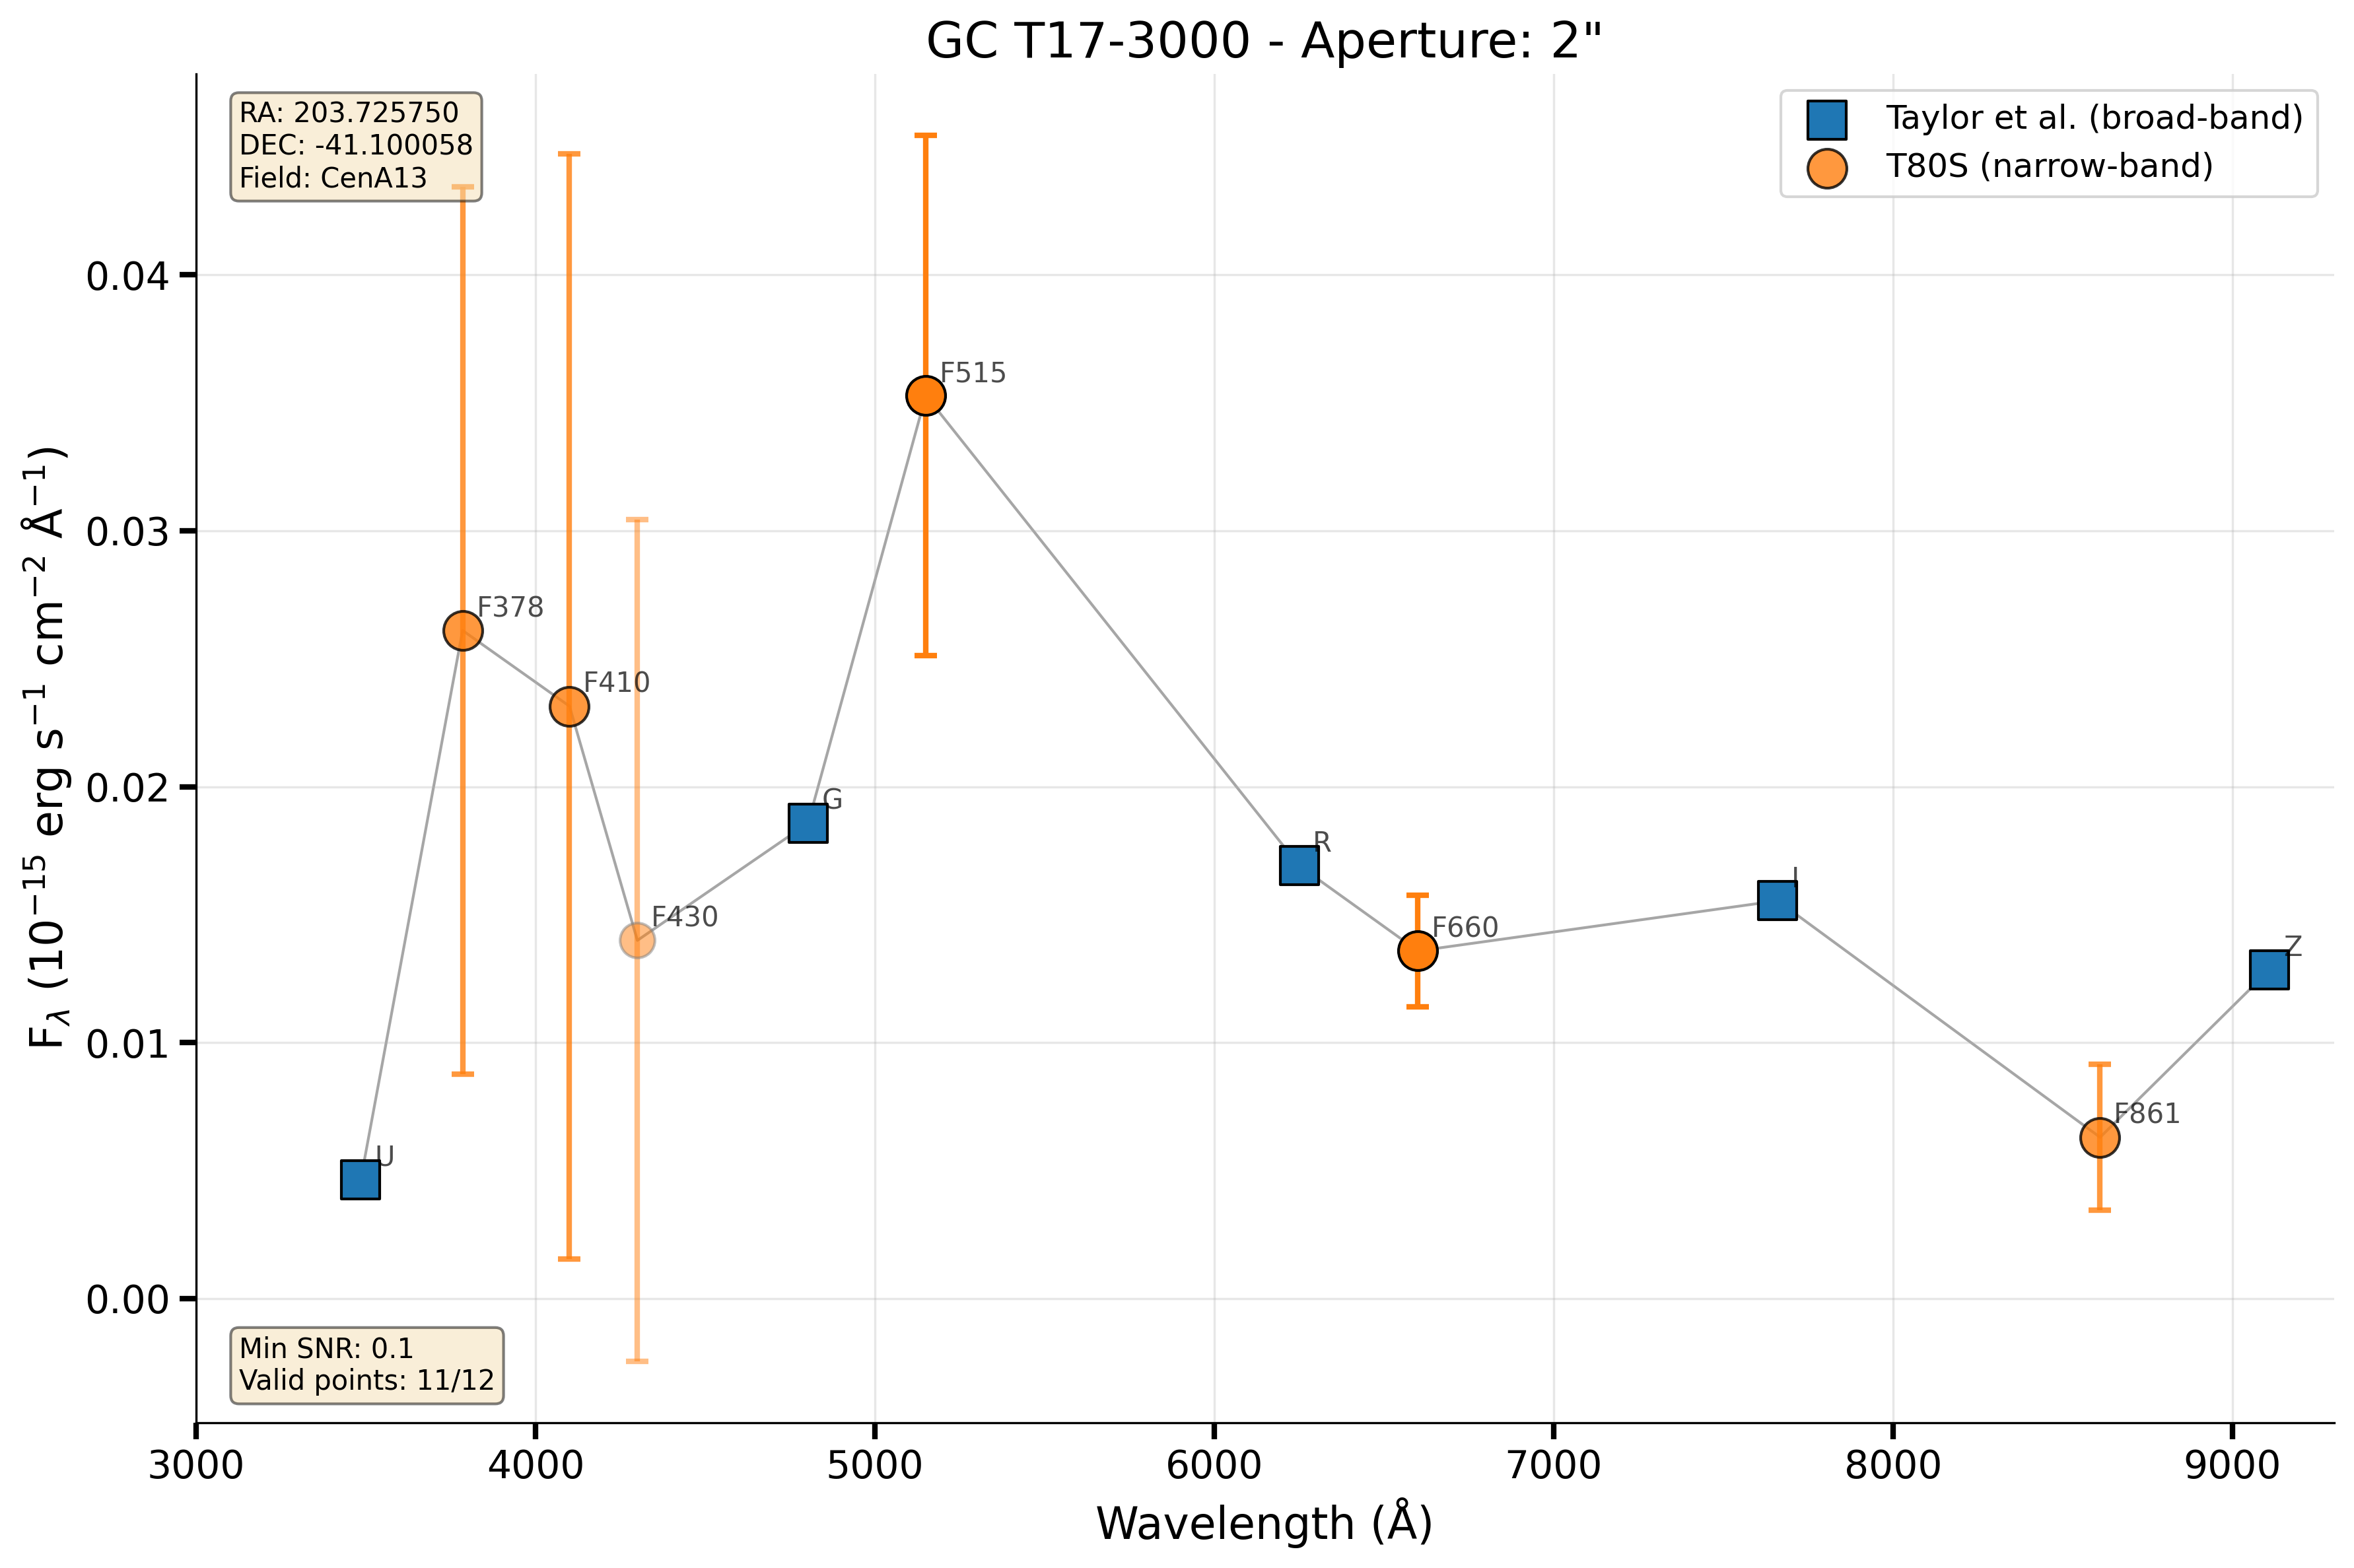 GC T17-3000 - Aperture: 2"
RA: 203.725750
DEC: -41.100058
Field: CenA13
Taylor et al. (broad-band)
T80S (narrow-band)
F515
F378
F410
G
F430
R
I
F660
Z
F861
U
Min SNR: 0.1
Valid points: 11/12
0.04
0.03
0.02
0.01
0.00
F$_{λ}$ (10$^{−15}$ erg s$^{−1}$ cm$^{−2}$ Å$^{−1}$)
3000 4000 5000 6000 7000 8000 9000
Wavelength (Å)